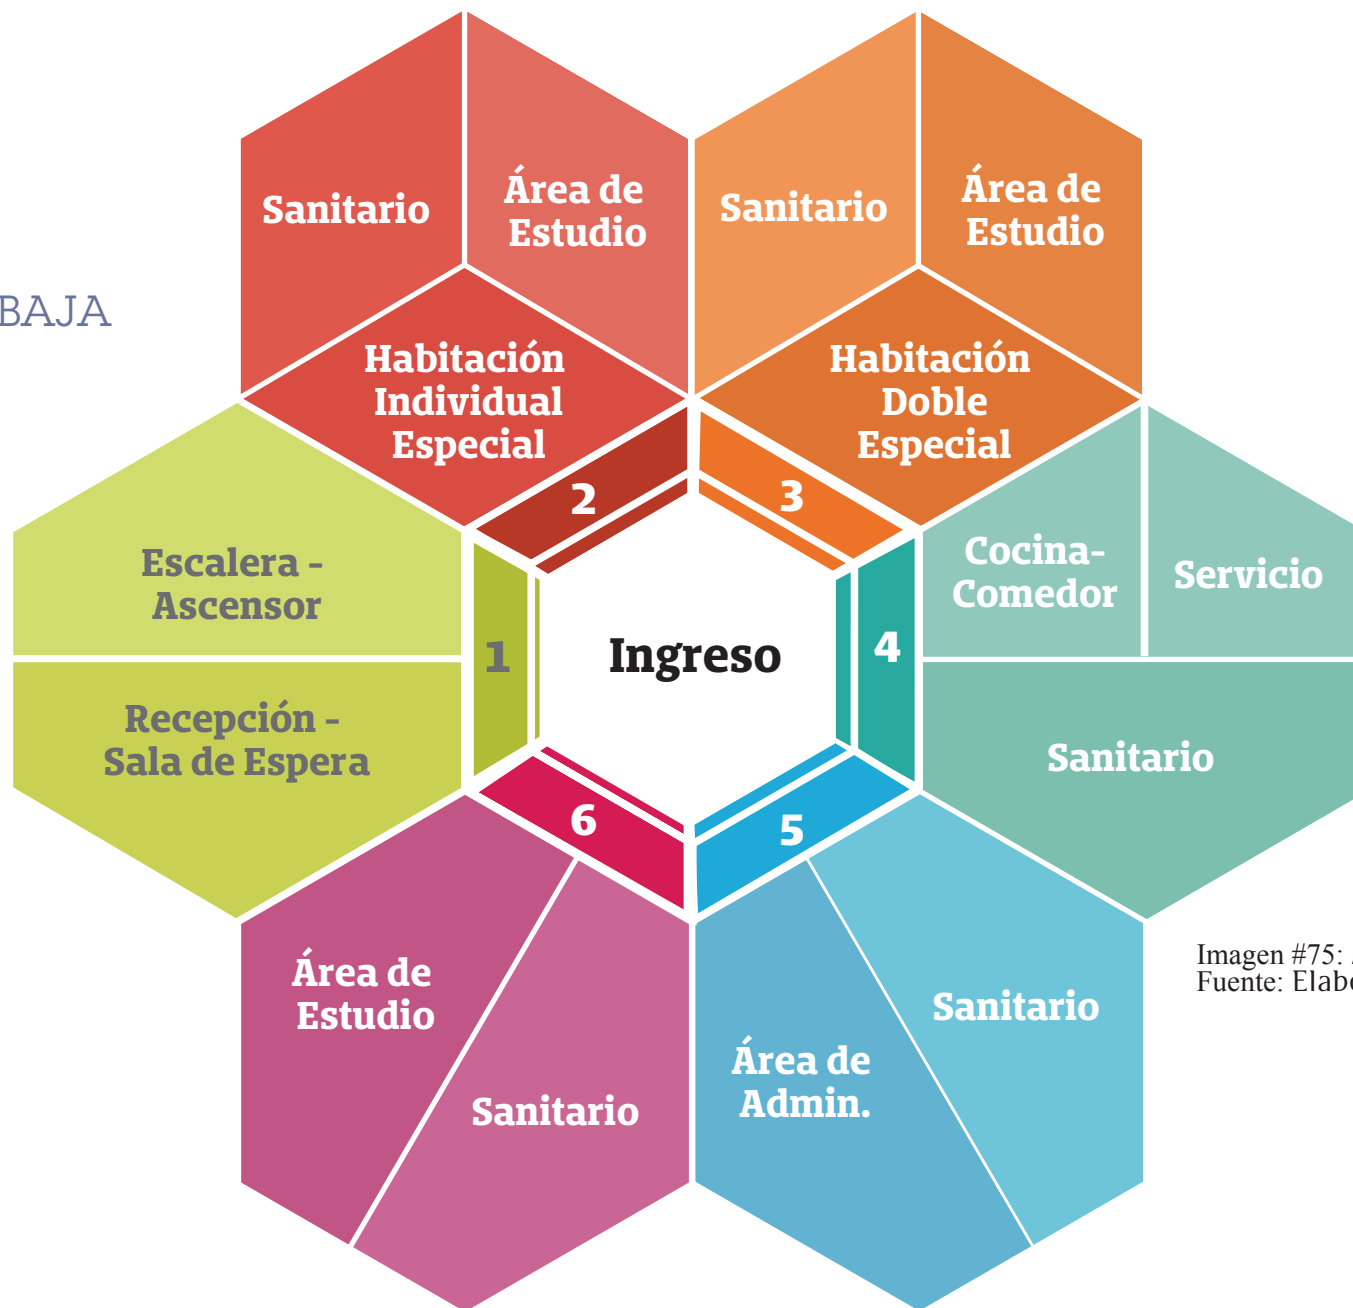 BAJA
Sanitario
Área de
Estudio
Habitación
Individual
Especial
2
Sanitario
Área de
Estudio
Habitación
Doble
Especial
3
Escalera -
Ascensor
1
Recepción -
Sala de Espera
Ingreso
4
Cocina-
Comedor
Servicio
Sanitario
6
Área de
Estudio
Sanitario
5
Área de
Admin.
Sanitario
Imagen #75:
Fuente: Elabo